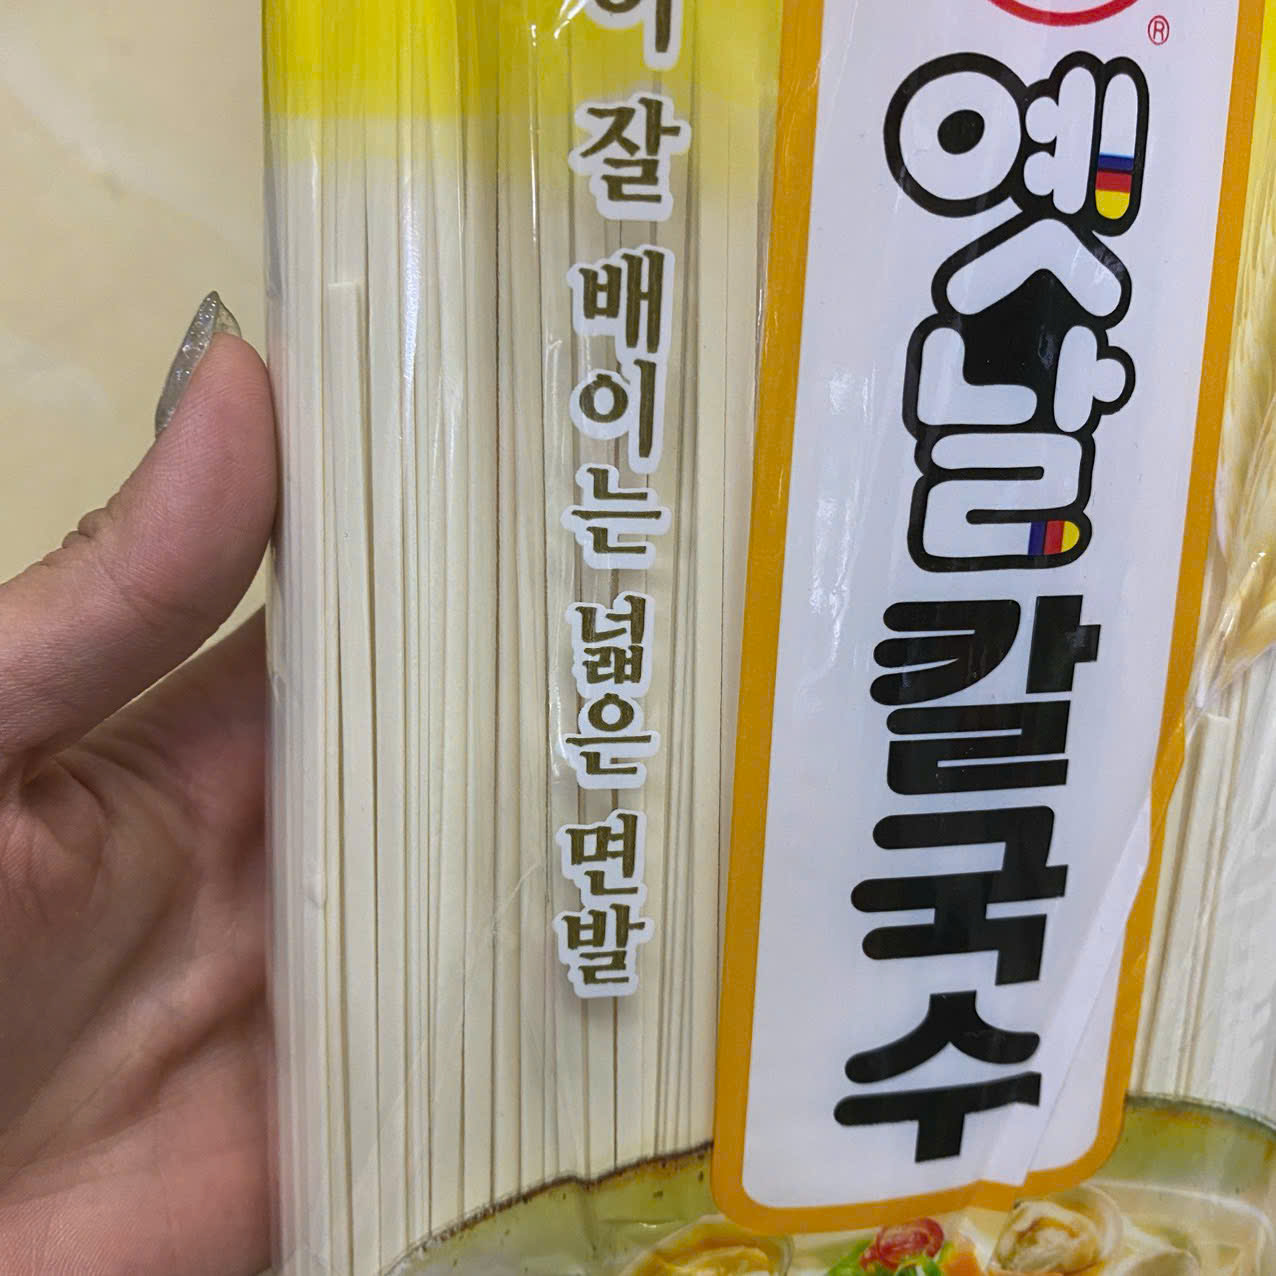 잘 배이는 넓은 면발
®
옛날 칼국수